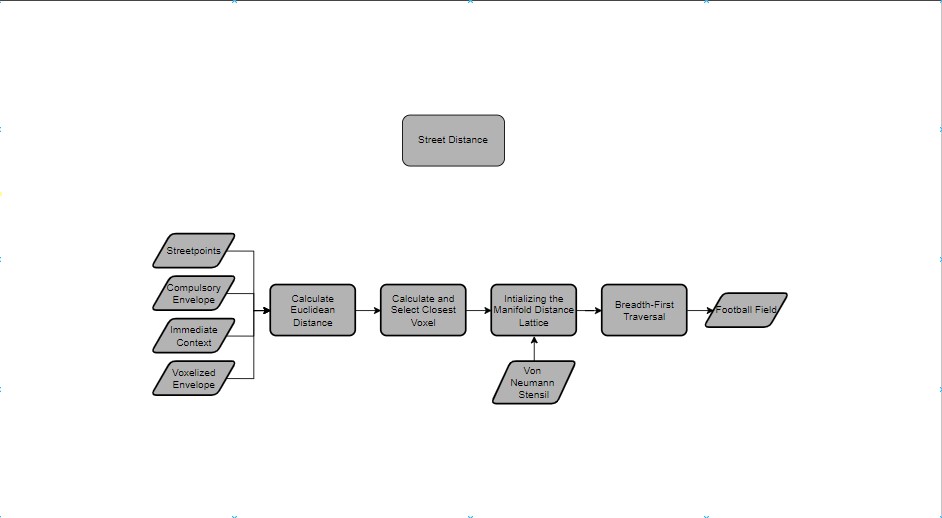 Street Distance
Streetpoints
Compulsory
Envelope
Immediate
Context
Voxelized
Envelope
Calculate
Euclidean
Distance
Calculate and
Select Closest
Voxel
Intializing the
Manifold Distance
Lattice
Von
Neumann
Stensil
Breadth-First
Traversal
Football Field